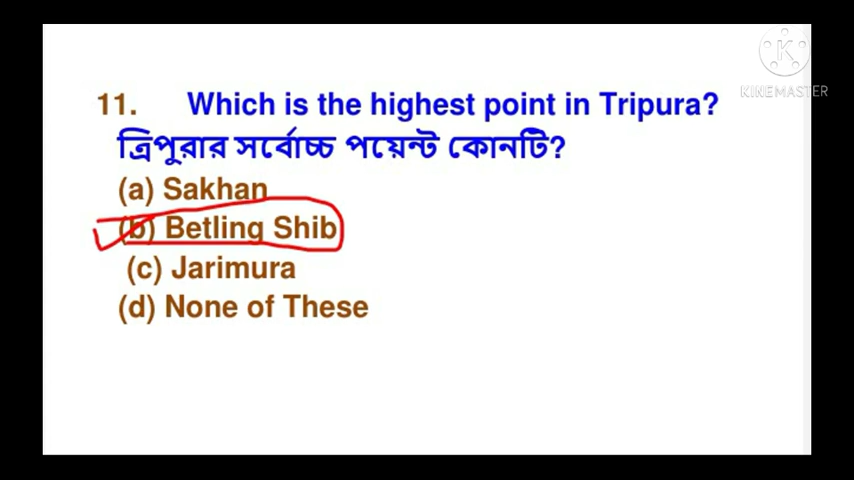 KINEMASTER
11. Which is the highest point in Tripura?
ত্রিপুরার সর্বোচ্চ পয়েন্ট কোনটি?
(a) Sakhan
(b) Betling Shib
(c) Jarimura
(d) None of These